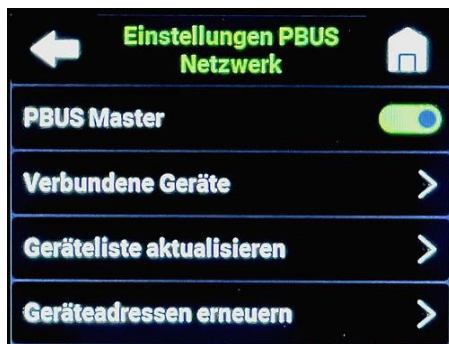 Einstellungen PBUS
Netzwerk
PBUS Master
Verbundene Geräte
Geräteliste aktualisieren
Geräteadressen erneuern